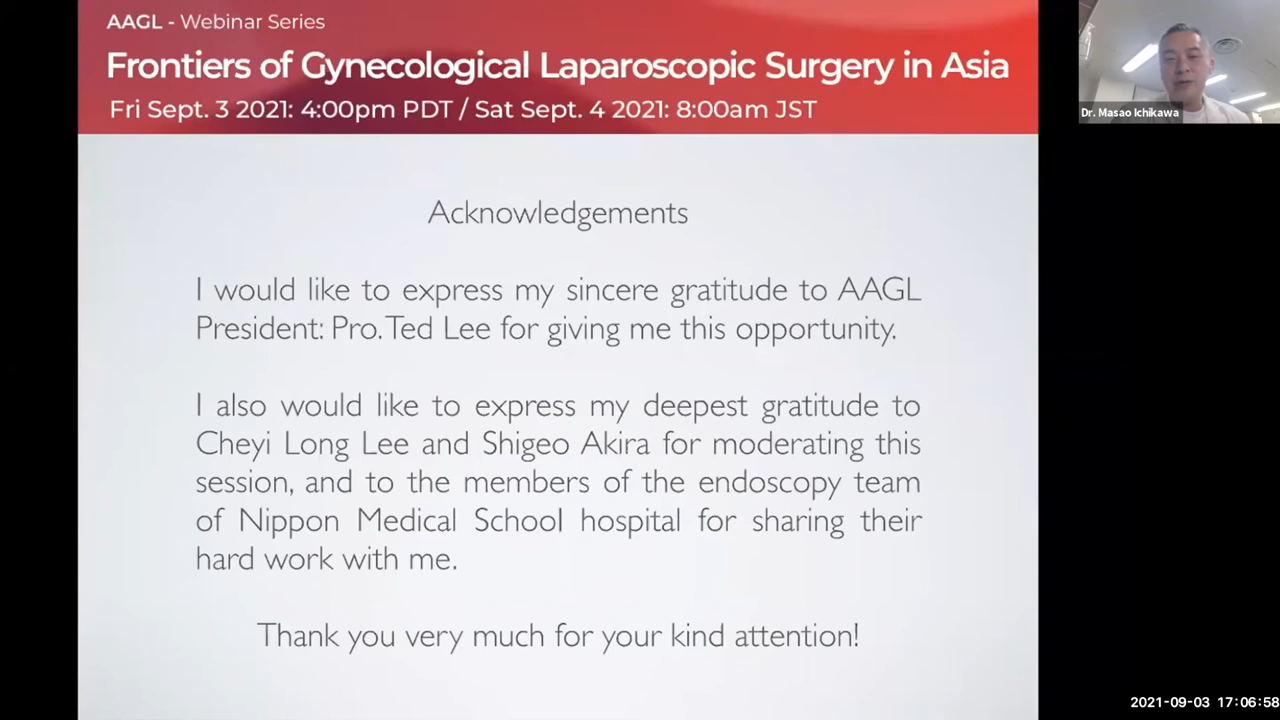 AAGL - Webinar Series
Frontiers of Gynecological Laparoscopic Surgery in Asia
Fri Sept. 3 2021: 4:00pm PDT / Sat Sept. 4 2021: 8:00am JST
Dr. Masao Ichikawa
Acknowledgements
I would like to express my sincere gratitude to AAGL
President: Pro. Ted Lee for giving me this opportunity.
I also would like to express my deepest gratitude to
Cheyi Long Lee and Shigeo Akira for moderating this
session, and to the members of the endoscopy team
of Nippon Medical School hospital for sharing their
hard work with me.
Thank you very much for your kind attention!
2021-09-03 17:06:58